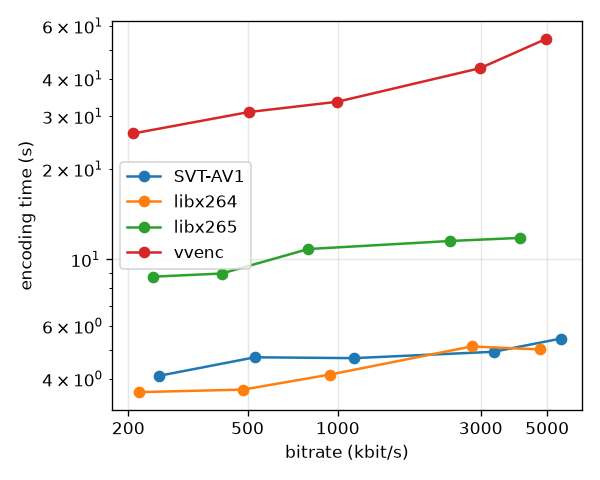 6 × 10¹
4 × 10¹
3 × 10¹
2 × 10¹
10¹
6 × 10⁰
4 × 10⁰
encoding time (s)
SVT-AV1
libx264
libx265
vvenc
200 500 1000 3000 5000
bitrate (kbit/s)